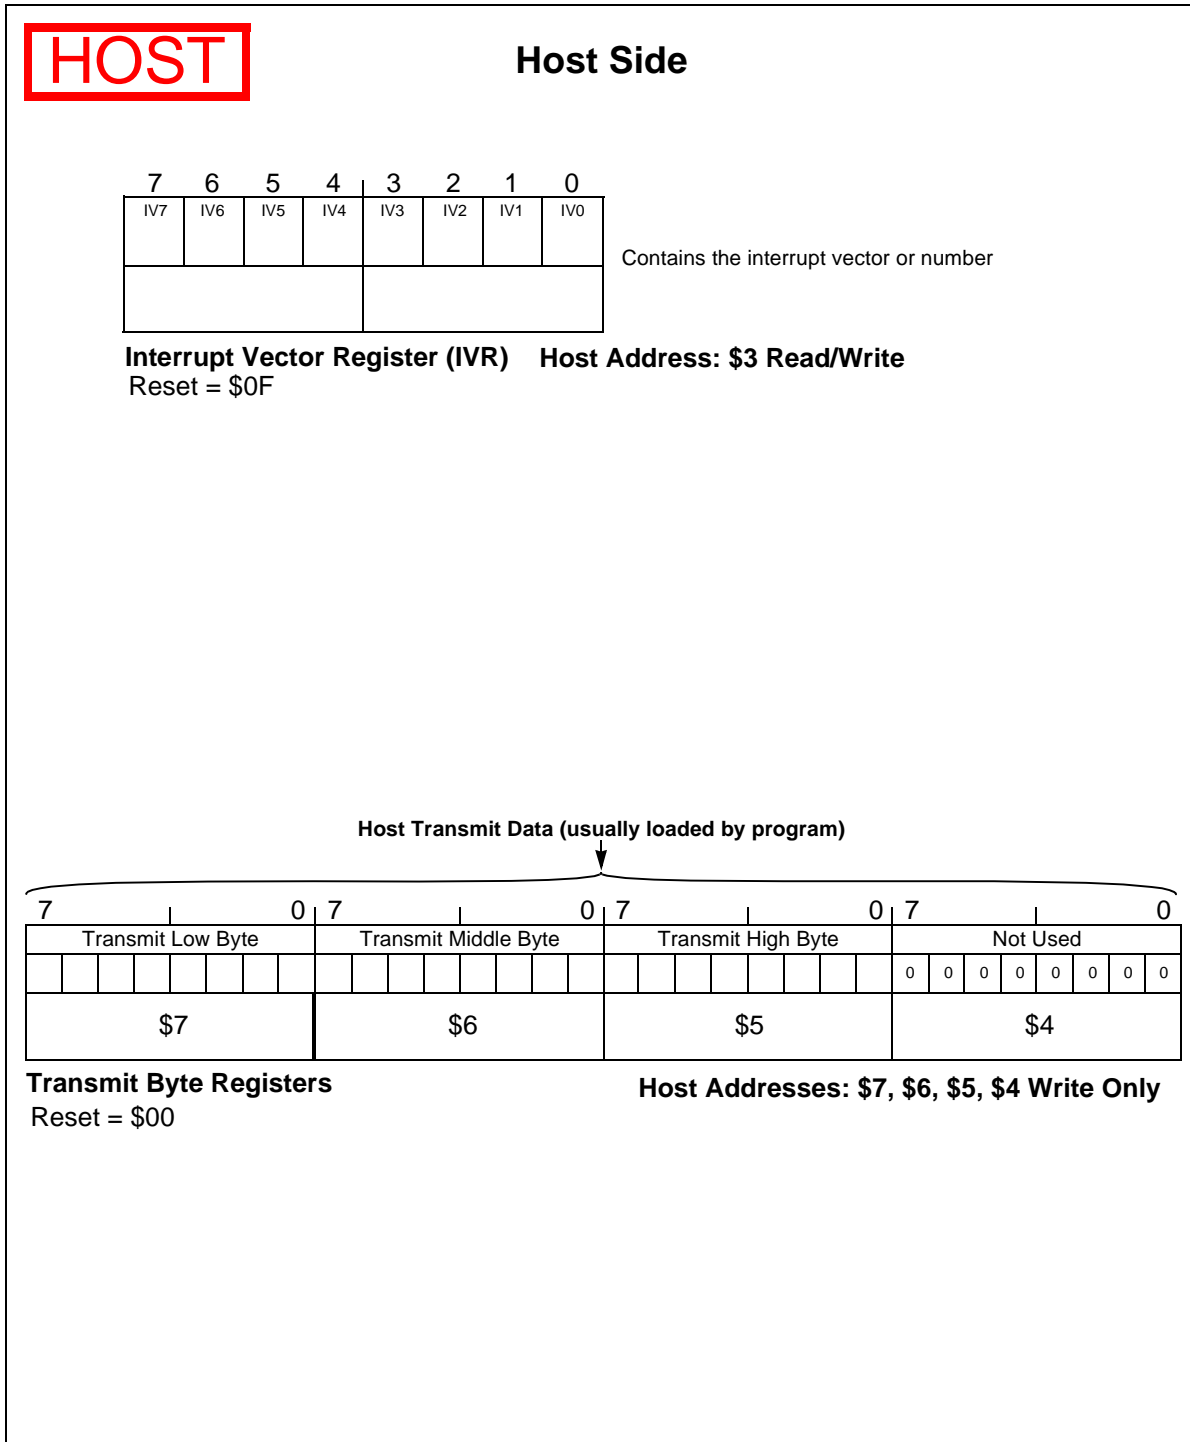 HOST
Host Side
7 6 5 4 3 2 1 0
IV7 IV6 IV5 IV4 IV3 IV2 IV1 IV0
Contains the interrupt vector or number
Interrupt Vector Register (IVR) Host Address: $3 Read/Write
Reset = $0F
Host Transmit Data (usually loaded by program)
7 0 7 0 7 0 7 0
Transmit Low Byte Transmit Middle Byte Transmit High Byte Not Used
0 0 0 0 0 0 0 0
$7 $6 $5 $4
Transmit Byte Registers Host Addresses: $7, $6, $5, $4 Write Only
Reset = $00